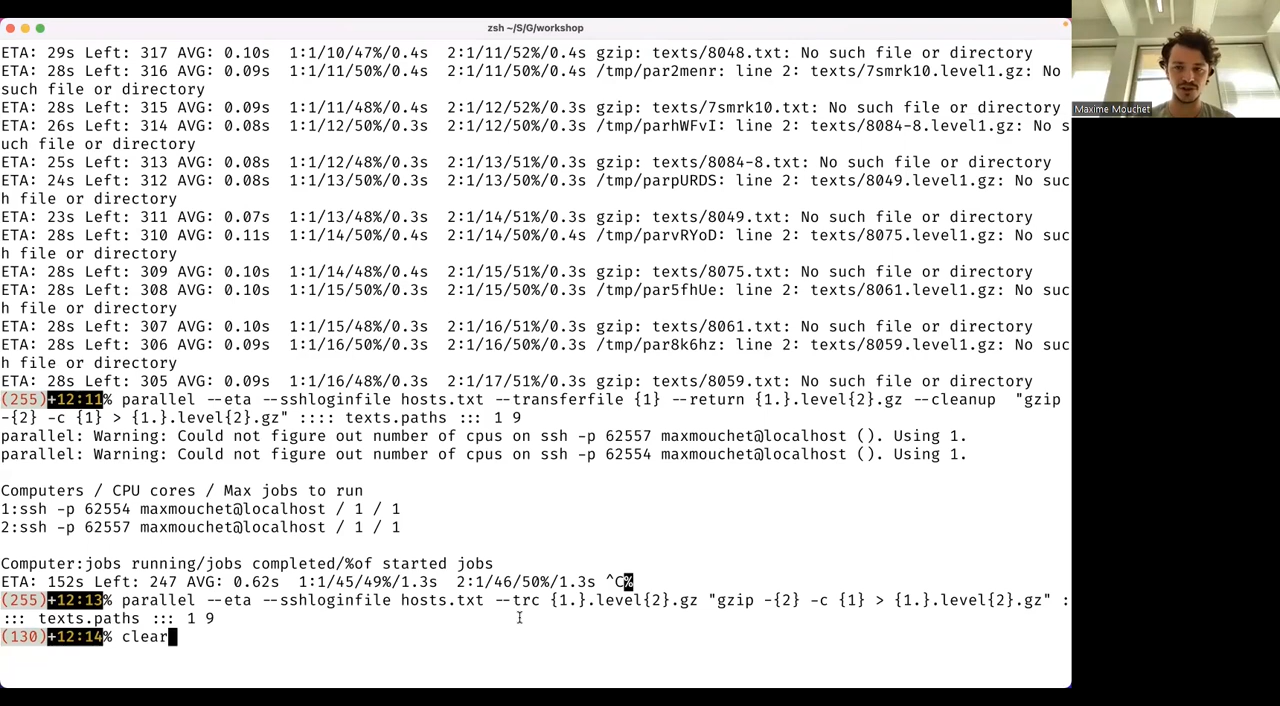 zsh ~/S/G/workshop
ETA: 29s Left: 317 AVG: 0.10s  1:1/10/47%/0.4s  2:1/11/52%/0.4s gzip: texts/8048.txt: No such file or directory
ETA: 28s Left: 316 AVG: 0.09s  1:1/11/50%/0.4s  2:1/11/50%/0.4s /tmp/par2menr: line 2: texts/7smrk10.level1.gz: No
such file or directory
ETA: 28s Left: 315 AVG: 0.09s  1:1/11/48%/0.4s  2:1/12/52%/0.3s gzip: texts/7smrk10.txt: No such file or directory
ETA: 26s Left: 314 AVG: 0.08s  1:1/12/50%/0.3s  2:1/12/50%/0.3s /tmp/parhWFvI: line 2: texts/8084-8.level1.gz: No s
uch file or directory
ETA: 25s Left: 313 AVG: 0.08s  1:1/12/48%/0.3s  2:1/13/51%/0.3s gzip: texts/8084-8.txt: No such file or directory
ETA: 24s Left: 312 AVG: 0.08s  1:1/13/50%/0.3s  2:1/13/50%/0.3s /tmp/parpURDS: line 2: texts/8049.level1.gz: No suc
h file or directory
ETA: 23s Left: 311 AVG: 0.07s  1:1/13/48%/0.3s  2:1/14/51%/0.3s gzip: texts/8049.txt: No such file or directory
ETA: 28s Left: 310 AVG: 0.11s  1:1/14/50%/0.4s  2:1/14/50%/0.4s /tmp/parvRYoD: line 2: texts/8075.level1.gz: No suc
h file or directory
ETA: 28s Left: 309 AVG: 0.10s  1:1/14/48%/0.4s  2:1/15/51%/0.3s gzip: texts/8075.txt: No such file or directory
ETA: 28s Left: 308 AVG: 0.10s  1:1/15/50%/0.3s  2:1/15/50%/0.3s /tmp/par5fhUe: line 2: texts/8061.level1.gz: No suc
h file or directory
ETA: 28s Left: 307 AVG: 0.10s  1:1/15/48%/0.3s  2:1/16/51%/0.3s gzip: texts/8061.txt: No such file or directory
ETA: 28s Left: 306 AVG: 0.09s  1:1/16/50%/0.3s  2:1/16/50%/0.3s /tmp/par8k6hz: line 2: texts/8059.level1.gz: No suc
h file or directory
ETA: 28s Left: 305 AVG: 0.09s  1:1/16/48%/0.3s  2:1/17/51%/0.3s gzip: texts/8059.txt: No such file or directory
(255)+12:11% parallel --eta --sshloginfile hosts.txt --transferfile {1} --return {1.}.level{2}.gz --cleanup  "gzip
-{2} -c {1} > {1.}.level{2}.gz" :::: texts.paths ::: 1 9
parallel: Warning: Could not figure out number of cpus on ssh -p 62557 maxmouchet@localhost (). Using 1.
parallel: Warning: Could not figure out number of cpus on ssh -p 62554 maxmouchet@localhost (). Using 1.
Computers / CPU cores / Max jobs to run
1:ssh -p 62554 maxmouchet@localhost / 1 / 1
2:ssh -p 62557 maxmouchet@localhost / 1 / 1
Computer:jobs running/jobs completed/%of started jobs
ETA: 152s Left: 247 AVG: 0.62s  1:1/45/49%/1.3s  2:1/46/50%/1.3s ^C%
(255)+12:13% parallel --eta --sshloginfile hosts.txt --trc {1.}.level{2}.gz "gzip -{2} -c {1} > {1.}.level{2}.gz" :
::: texts.paths ::: 1 9
(130)+12:14% clear
Maxime Mouchet